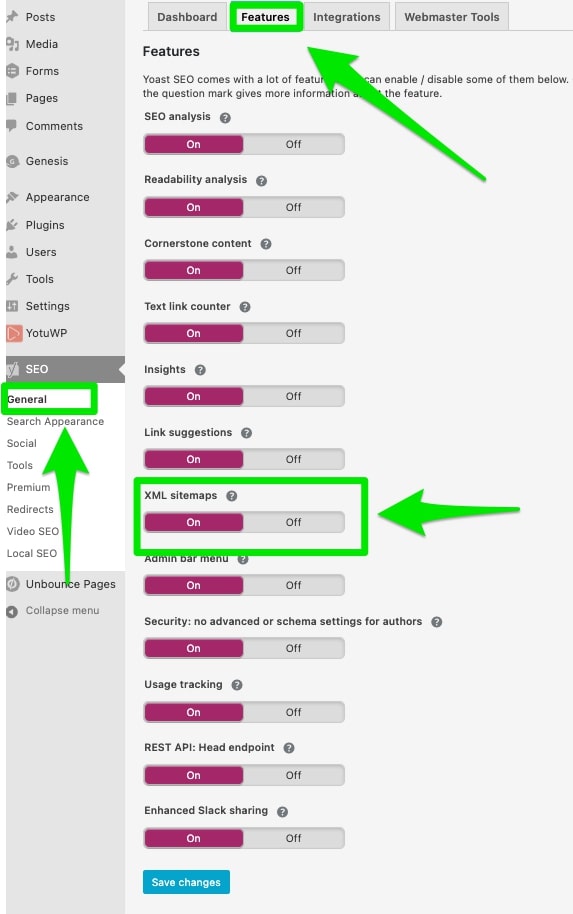 Posts
Media
Forms
Pages
Comments
Genesis
Appearance
Plugins
Users
Tools
Settings
YotuWP
SEO
General
Search Appearance
Social
Tools
Premium
Redirects
Video SEO
Local SEO
Unbounce Pages
Collapse menu
Dashboard Features Integrations Webmaster Tools
Features
Yoast SEO comes with a lot of can enable / disable some of them below.
the question mark gives more information the feature.
SEO analysis ?
On Off
Readability analysis ?
On Off
Cornerstone content ?
On Off
Text link counter ?
On Off
Insights ?
On Off
Link suggestions ?
On Off
XML sitemaps ?
On Off
Admin bar menu ?
On Off
Security: no advanced or schema settings for authors ?
On Off
Usage tracking ?
On Off
REST API: Head endpoint ?
On Off
Enhanced Slack sharing ?
On Off
Save changes